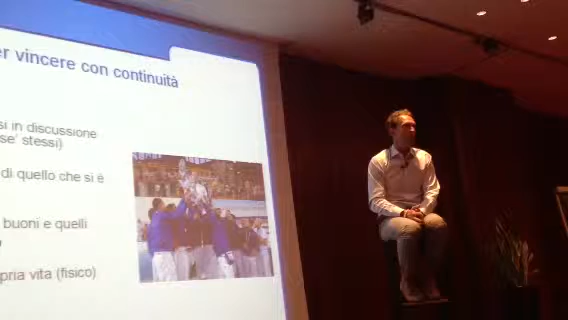 er vincere con continuità
si in discussione
se' stessi)
di quello che si è
buoni e quelli
pria vita (fisico)